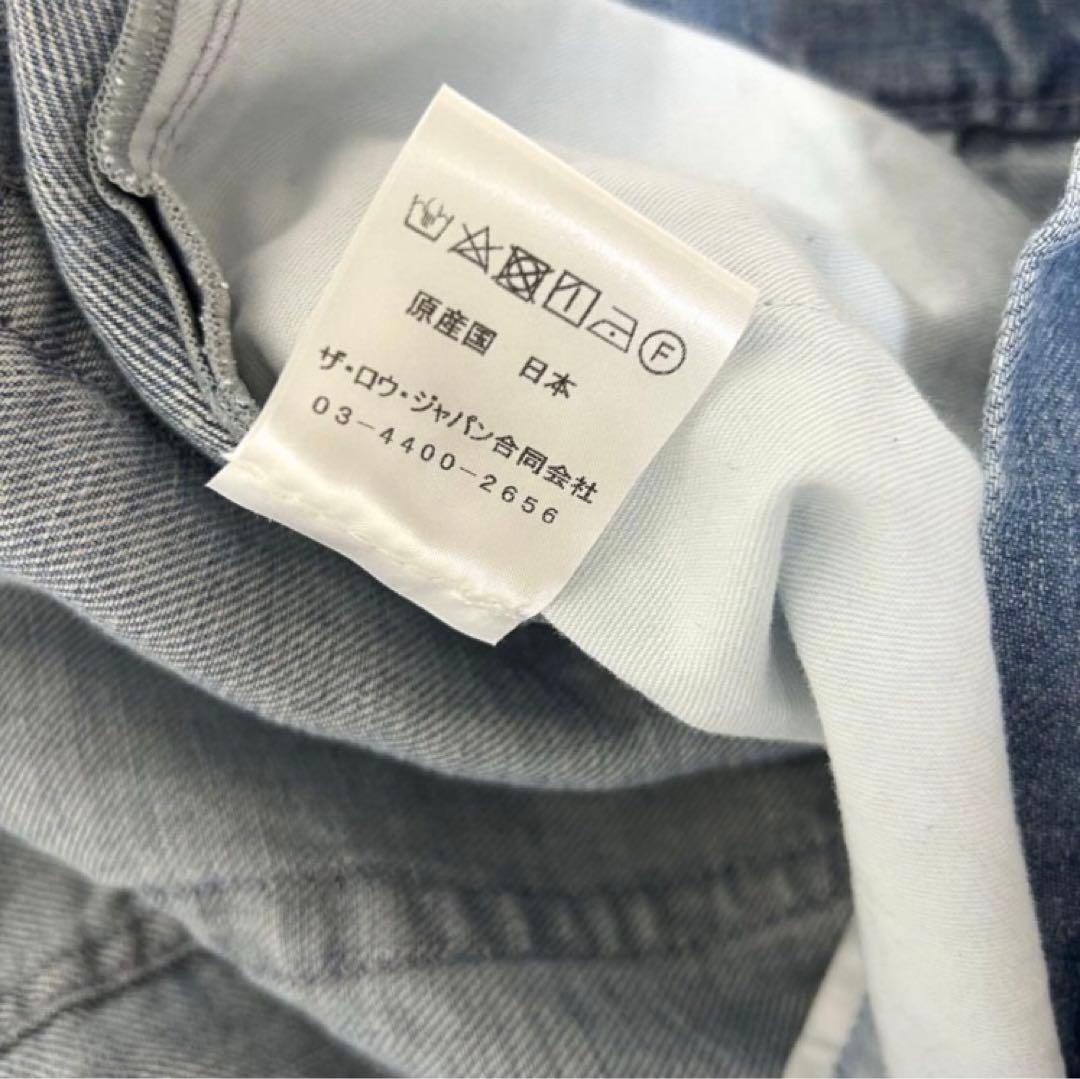 F
原産国 日本
ザ・ロウ・ジャパン合同会社
03-4400-2656